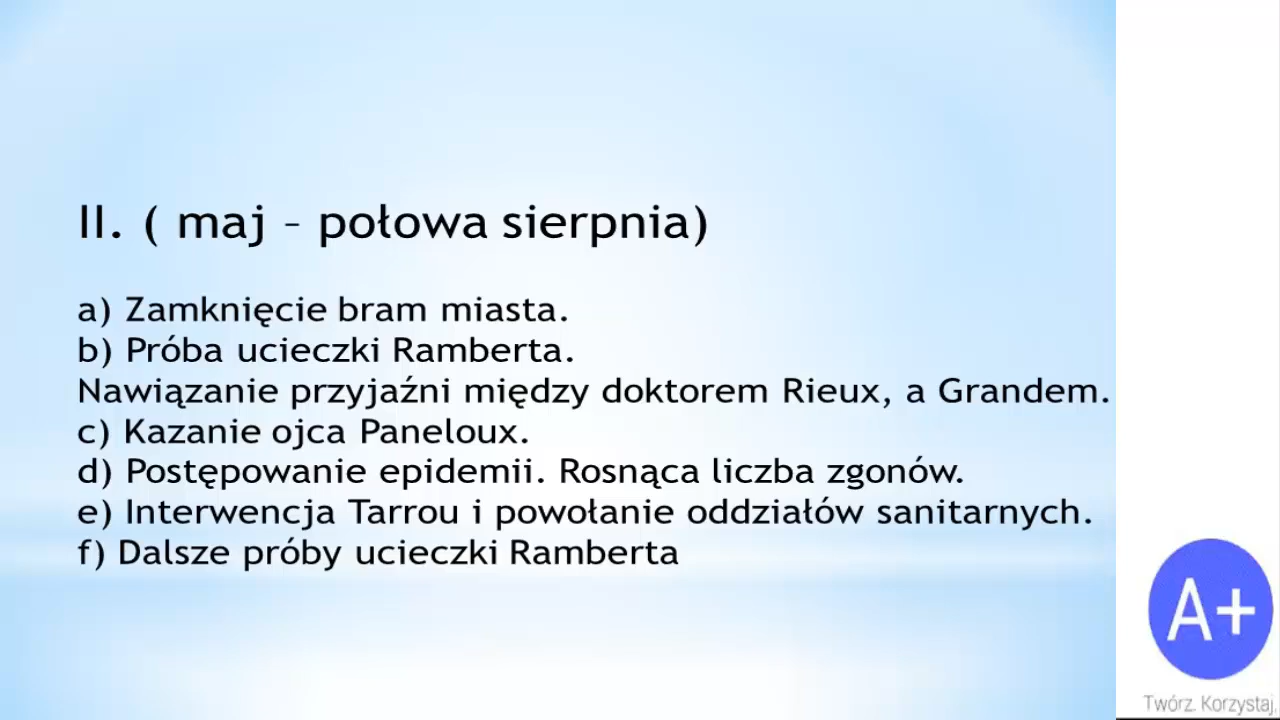 II. ( maj – połowa sierpnia)
a) Zamknięcie bram miasta.
b) Próba ucieczki Ramberta.
Nawiązanie przyjaźni między doktorem Rieux, a Grandem.
c) Kazanie ojca Paneloux.
d) Postępowanie epidemii. Rosnąca liczba zgonów.
e) Interwencja Tarrou i powołanie oddziałów sanitarnych.
f) Dalsze próby ucieczki Ramberta
A+
Twórz. Korzystaj.